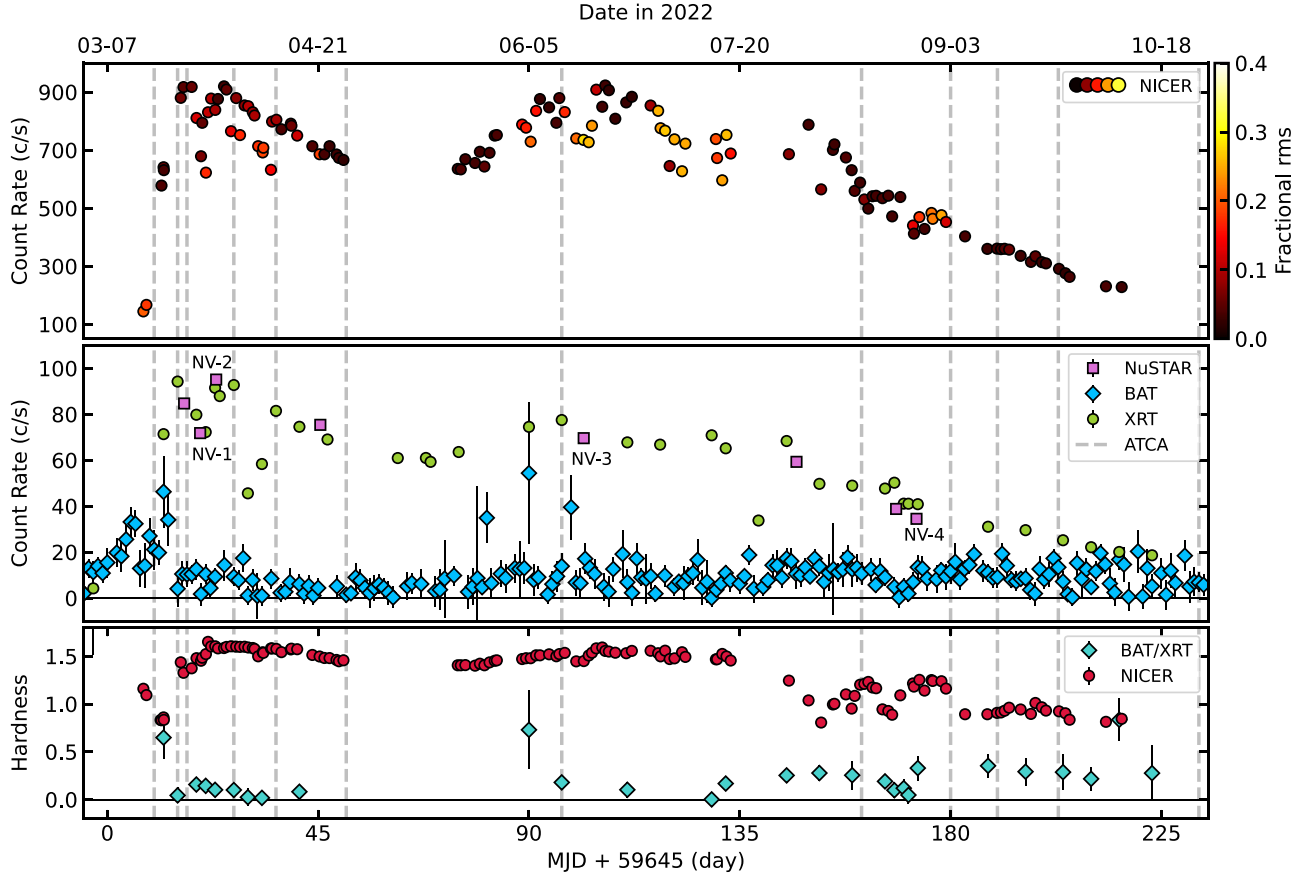 Date in 2022
03-07 04-21 06-05 07-20 09-03 10-18
Count Rate (c/s)
900
700
500
300
100
NICER
0.4
0.3
0.2
0.1
0.0
Fractional rms
Count Rate (c/s)
100
80
60
40
20
0
NV-2
NV-1
NV-3
NV-4
NuSTAR
BAT
XRT
ATCA
Hardness
1.5
1.0
0.5
0.0
BAT/XRT
NICER
0 45 90 135 180 225
MJD + 59645 (day)